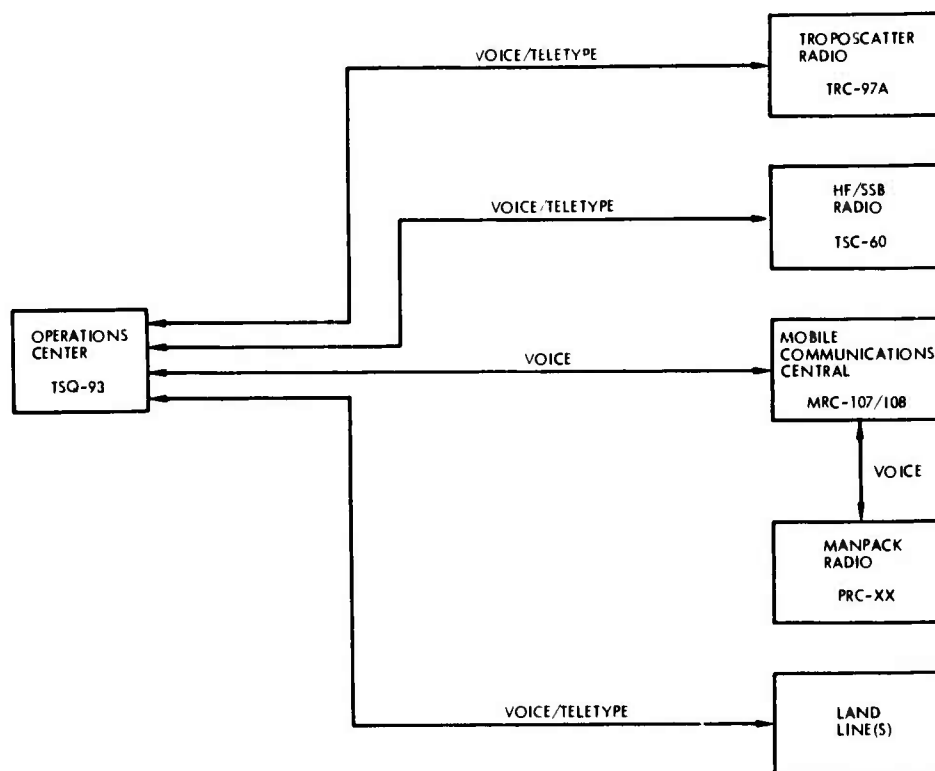 VOICE/TELETYPE
TROPOSCATTER
RADIO
TRC-97A
VOICE/TELETYPE
HF/SSB
RADIO
TSC-60
OPERATIONS
CENTER
TSQ-93
VOICE
MOBILE
COMMUNICATIONS
CENTRAL
MRC-107/108
VOICE
MANPACK
RADIO
PRC-XX
VOICE/TELETYPE
LAND
LINE(S)